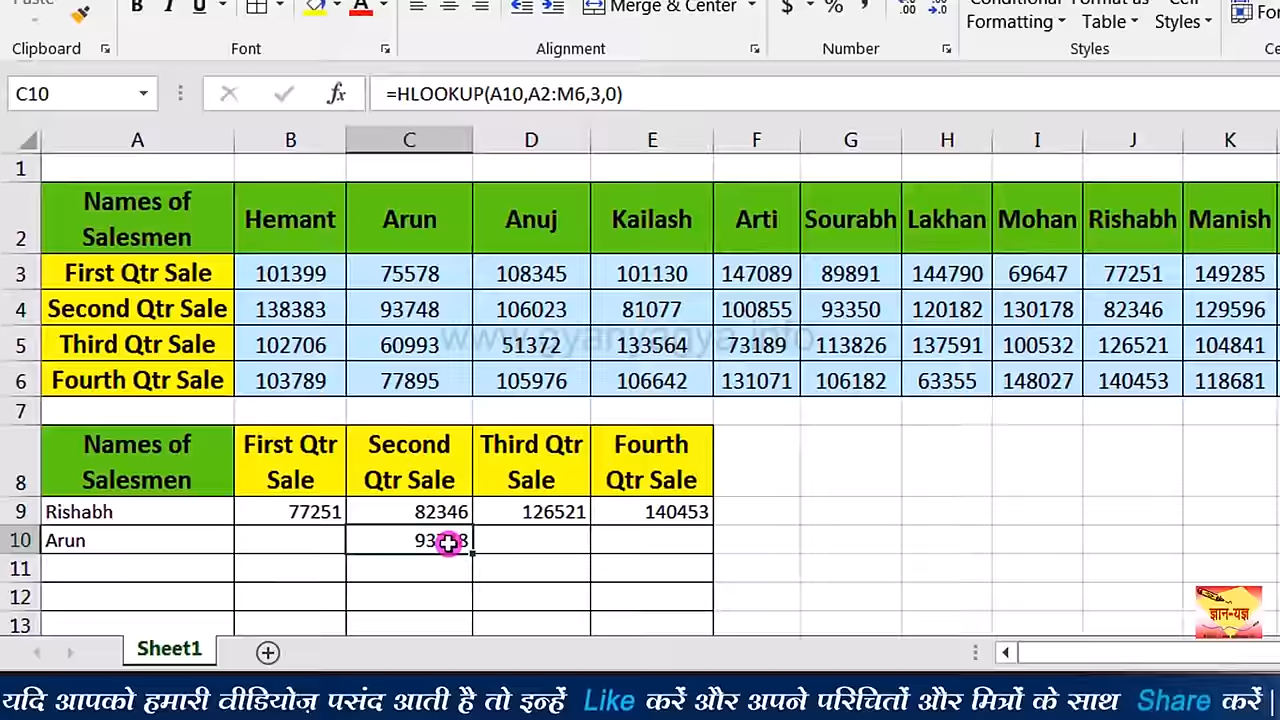 Conditional Format as Cell
B I U A Merge & Center $ %
Formatting Table Styles
Clipboard Font Alignment Number Styles
C10 fx =HLOOKUP(A10,A2:M6,3,0)
A B C D E F G H I J K
1
2 Names of Salesmen Hemant Arun Anuj Kailash Arti Sourabh Lakhan Mohan Rishabh Manish
3 First Qtr Sale 101399 75578 108345 101130 147089 89891 144790 69647 77251 149285
4 Second Qtr Sale 138383 93748 106023 81077 100855 93350 120182 130178 82346 129596
www.gyanyagya.info
5 Third Qtr Sale 102706 60993 51372 133564 73189 113826 137591 100532 126521 104841
6 Fourth Qtr Sale 103789 77895 105976 106642 131071 106182 63355 148027 140453 118681
7
8 Names of Salesmen First Qtr Sale Second Qtr Sale Third Qtr Sale Fourth Qtr Sale
9 Rishabh 77251 82346 126521 140453
10 Arun
11
12
13
ज्ञान-यज्ञ
Sheet1
यदि आपको हमारी वीडियोज़ पसंद आती है तो इन्हें Like करें और अपने परिचितों और मित्रों के साथ Share करें |